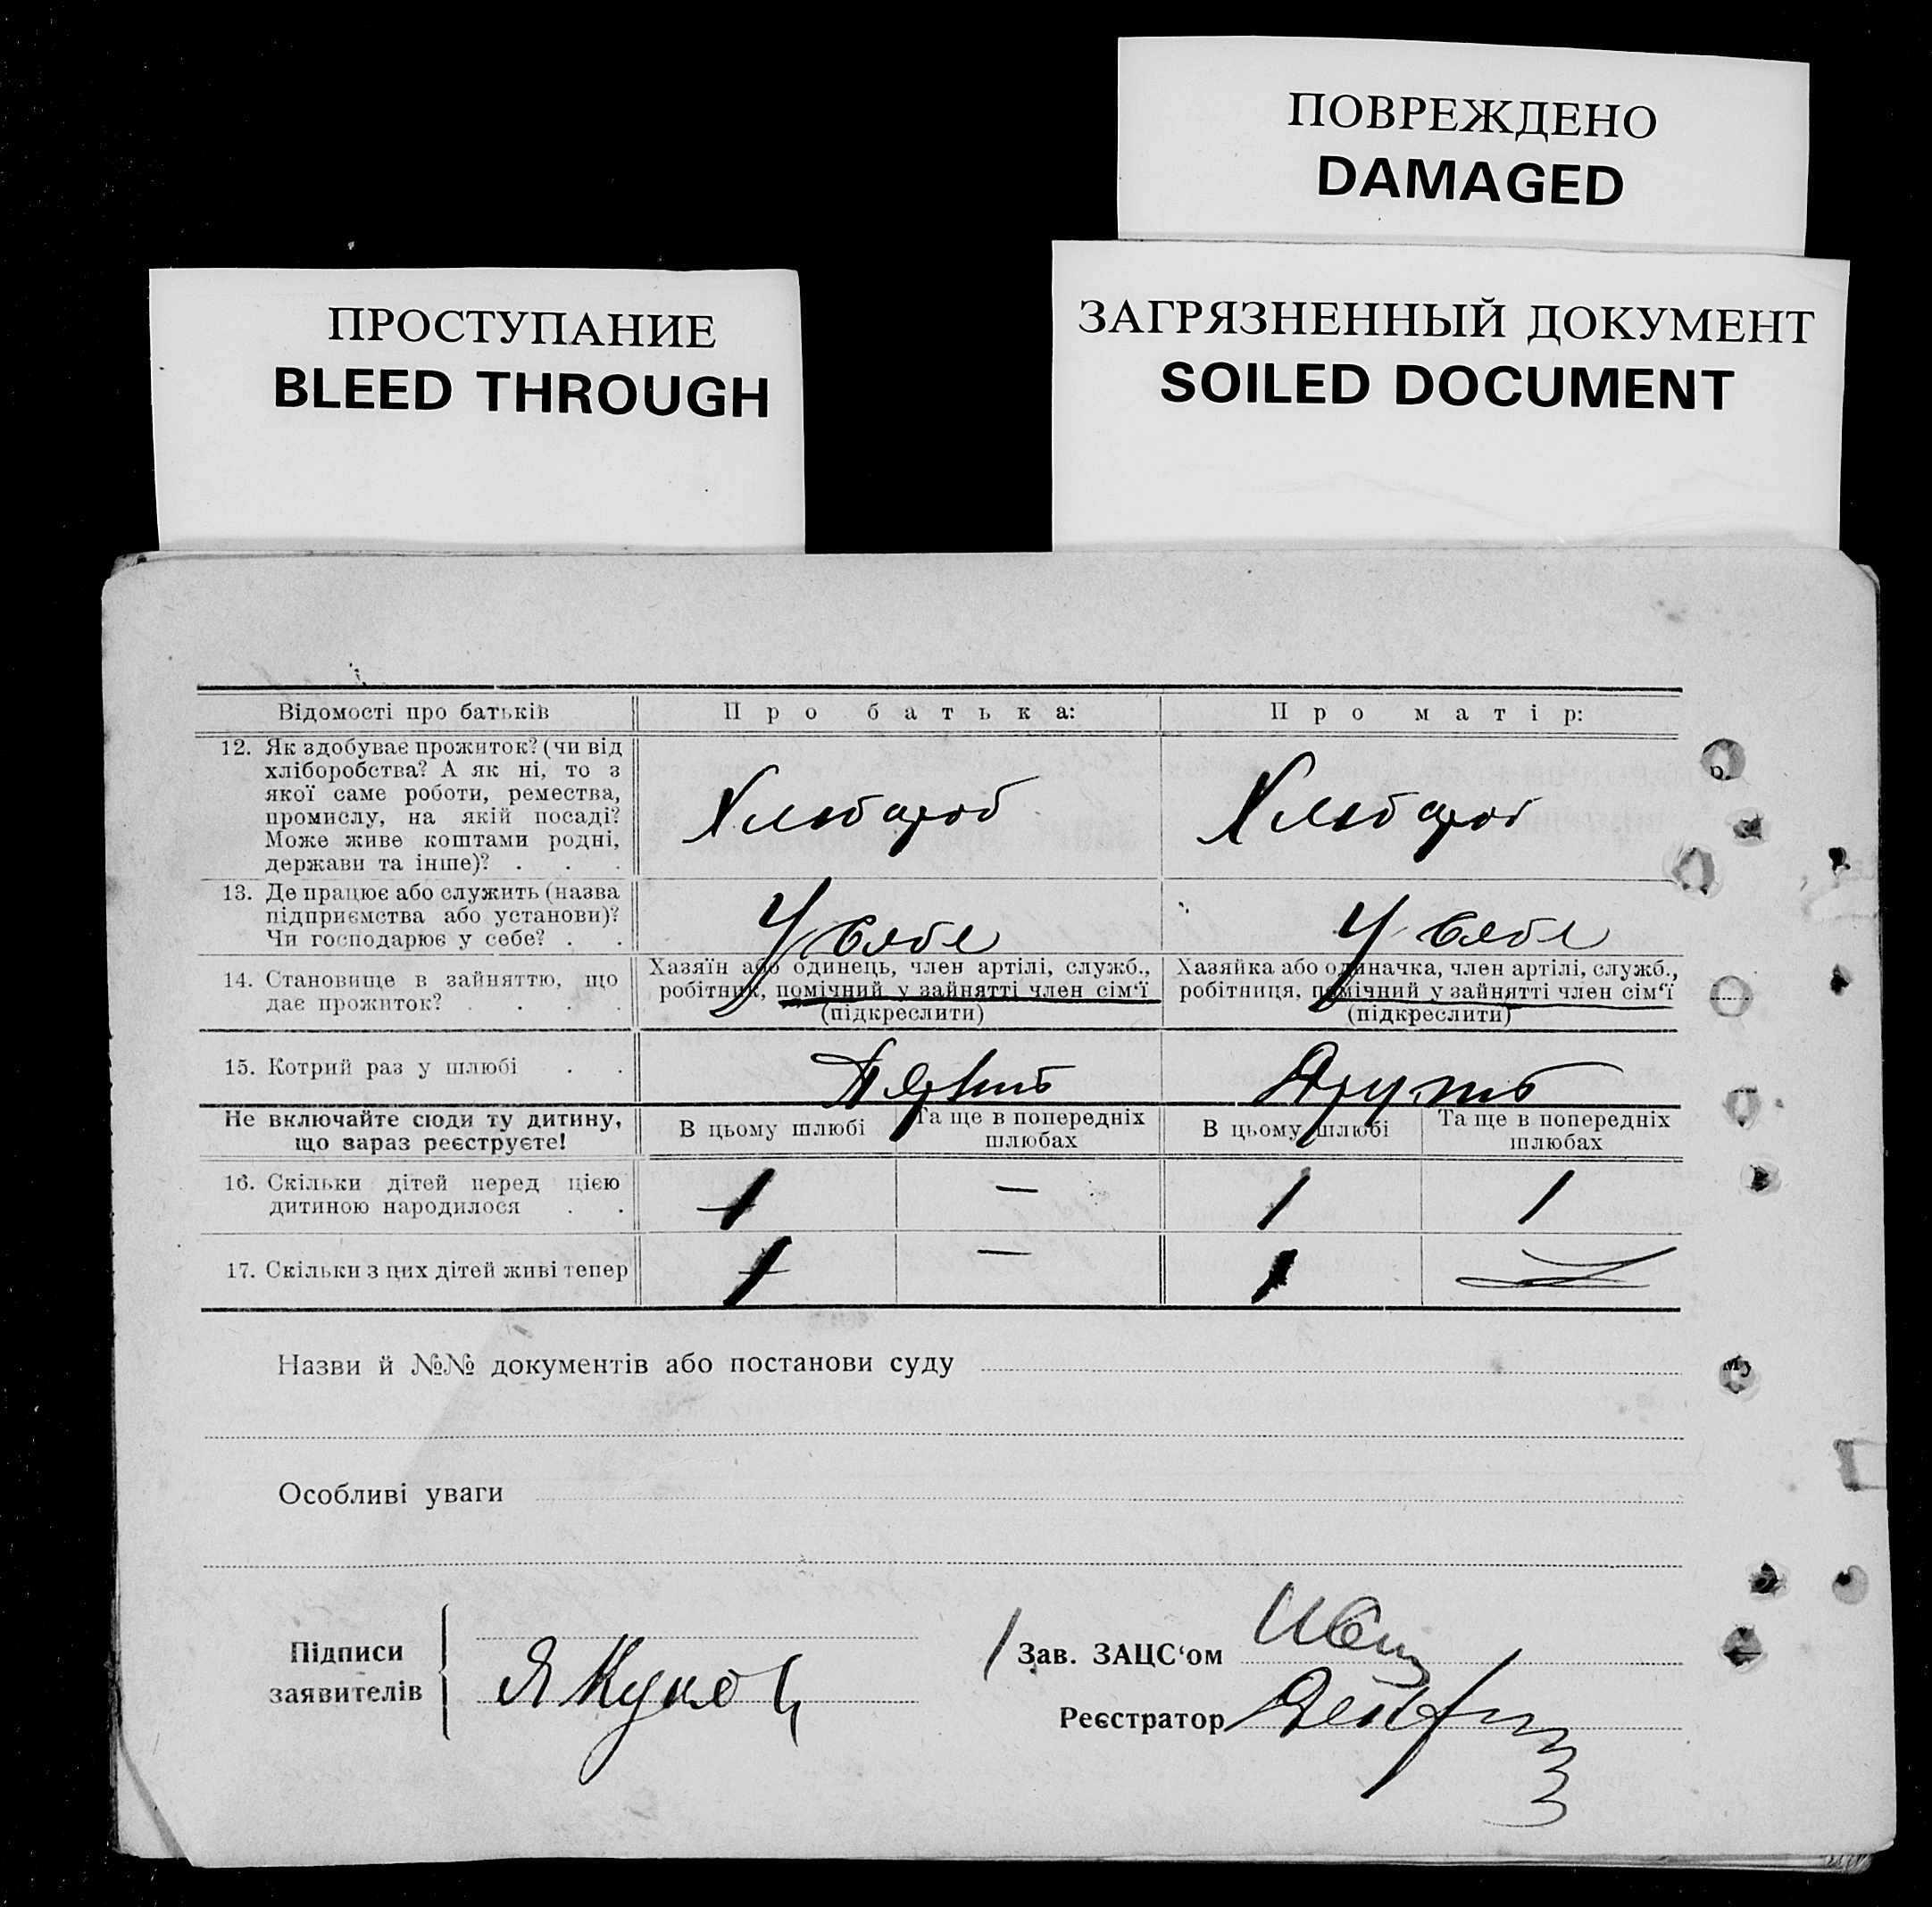 ПОВРЕЖДЕНО
DAMAGED
ПРОСТУПАНИЕ
BLEED THROUGH
ЗАГРЯЗНЕННЫЙ ДОКУМЕНТ
SOILED DOCUMENT
Відомості про батьків
Про батька:
Про матір:
12. Як здобуває прожиток? (чи від
хліборобства? А як ні, то з
якої саме роботи, ремества,
промислу, на якій посаді?
Може живе коштами родні,
держави та інше)? . . .
Хлибароб
Хлибароб
13. Де працює або служить (назва
підприємства або установи)?
Чи господарює у себе? . .
У себе
У себе
14. Становище в зайняттю, що
дає прожиток? . . . .
Хазяїн або одинець, член артілі, служб.,
робітник, помічний у зайнятті член сім'ї
(підкреслити)
Хазяйка або одиначка, член артілі, служб.,
робітниця, помічний у зайнятті член сім'ї
(підкреслити)
15. Котрий раз у шлюбі . .
Не включайте сюди ту дитину,
що зараз реєструєте!
В цьому шлюбі
Та ще в попередніх
шлюбах
В цьому шлюбі
Та ще в попередніх
шлюбах
16. Скільки дітей перед цією
дитиною народилося . .
1 — 1 1
17. Скільки з цих дітей живі тепер
1 — 1
Назви й №№ документів або постанови суду
Особливі уваги
Підписи
заявителів
Зав. ЗАЦС'ом
Реєстратор
р.
му